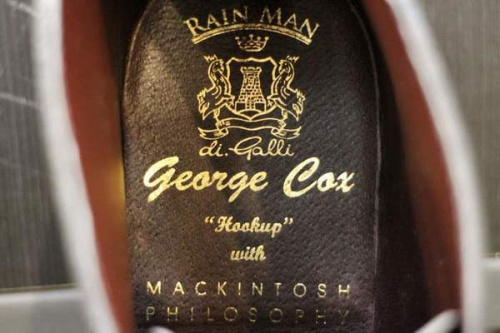 RAIN MAN
di.Galli
George Cox
"Hookup"
with
MACKINTOSH
PHILOSOPHY